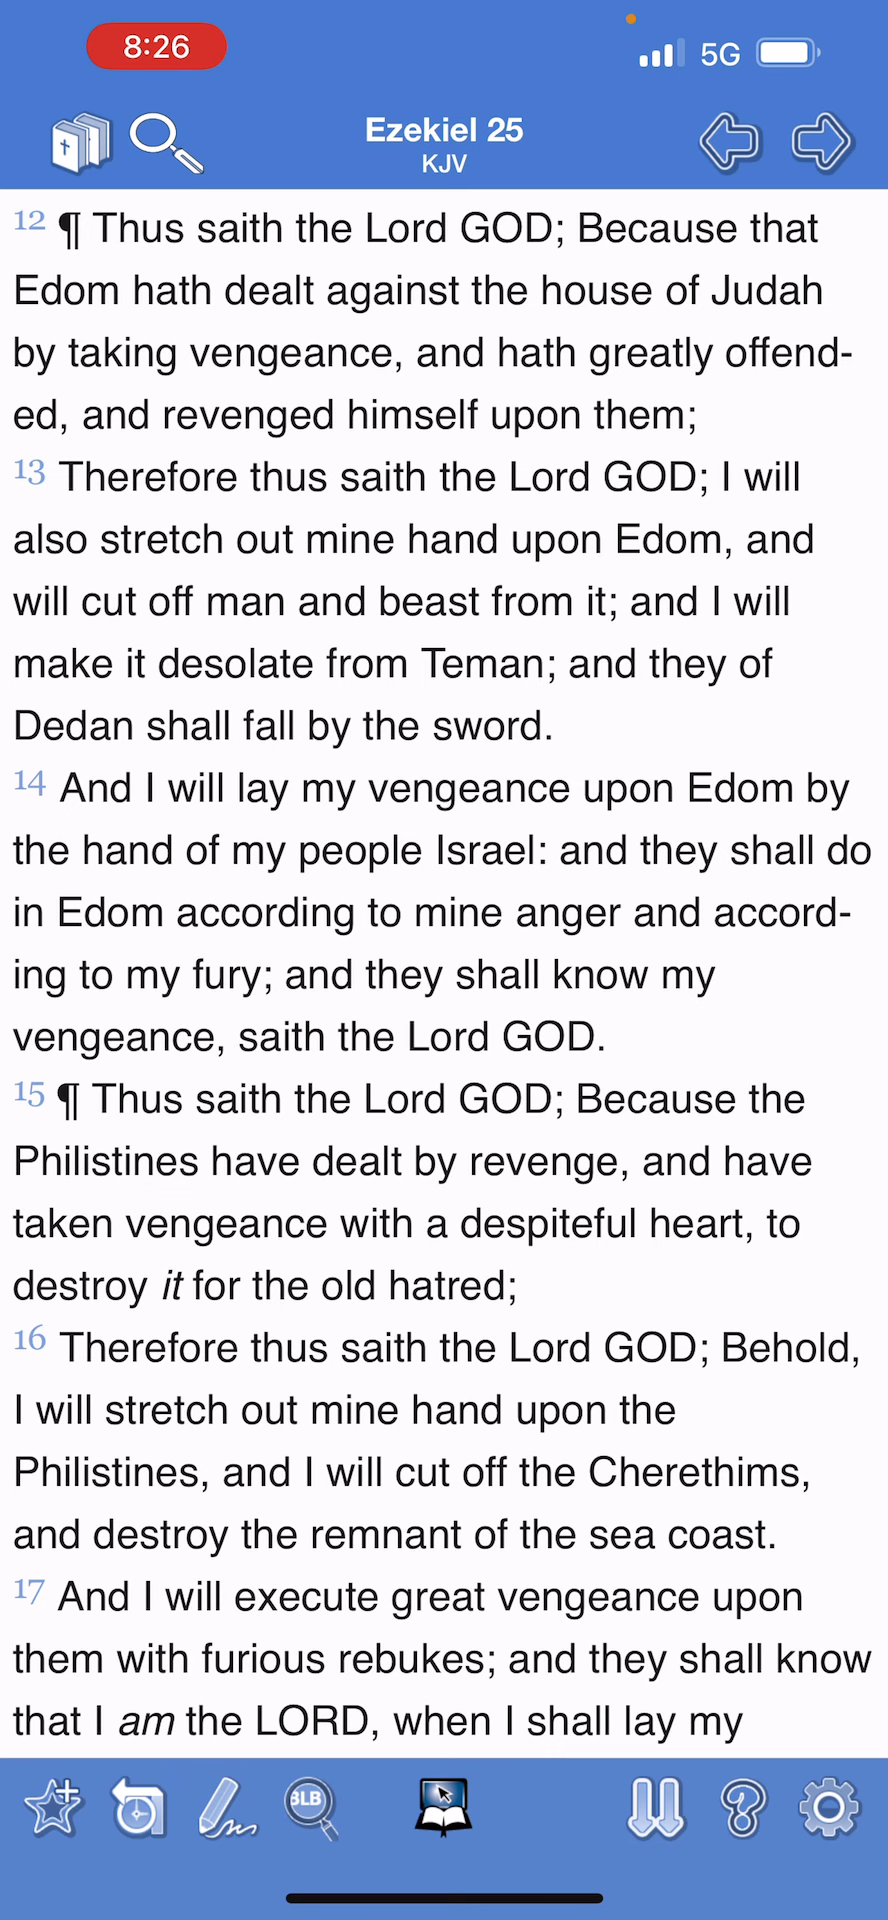 8:26
5G
Ezekiel 25
KJV
12 ¶ Thus saith the Lord GOD; Because that
Edom hath dealt against the house of Judah
by taking vengeance, and hath greatly offend-
ed, and revenged himself upon them;
13 Therefore thus saith the Lord GOD; I will
also stretch out mine hand upon Edom, and
will cut off man and beast from it; and I will
make it desolate from Teman; and they of
Dedan shall fall by the sword.
14 And I will lay my vengeance upon Edom by
the hand of my people Israel: and they shall do
in Edom according to mine anger and accord-
ing to my fury; and they shall know my
vengeance, saith the Lord GOD.
15 ¶ Thus saith the Lord GOD; Because the
Philistines have dealt by revenge, and have
taken vengeance with a despiteful heart, to
destroy it for the old hatred;
16 Therefore thus saith the Lord GOD; Behold,
I will stretch out mine hand upon the
Philistines, and I will cut off the Cherethims,
and destroy the remnant of the sea coast.
17 And I will execute great vengeance upon
them with furious rebukes; and they shall know
that I am the LORD, when I shall lay my
BLB